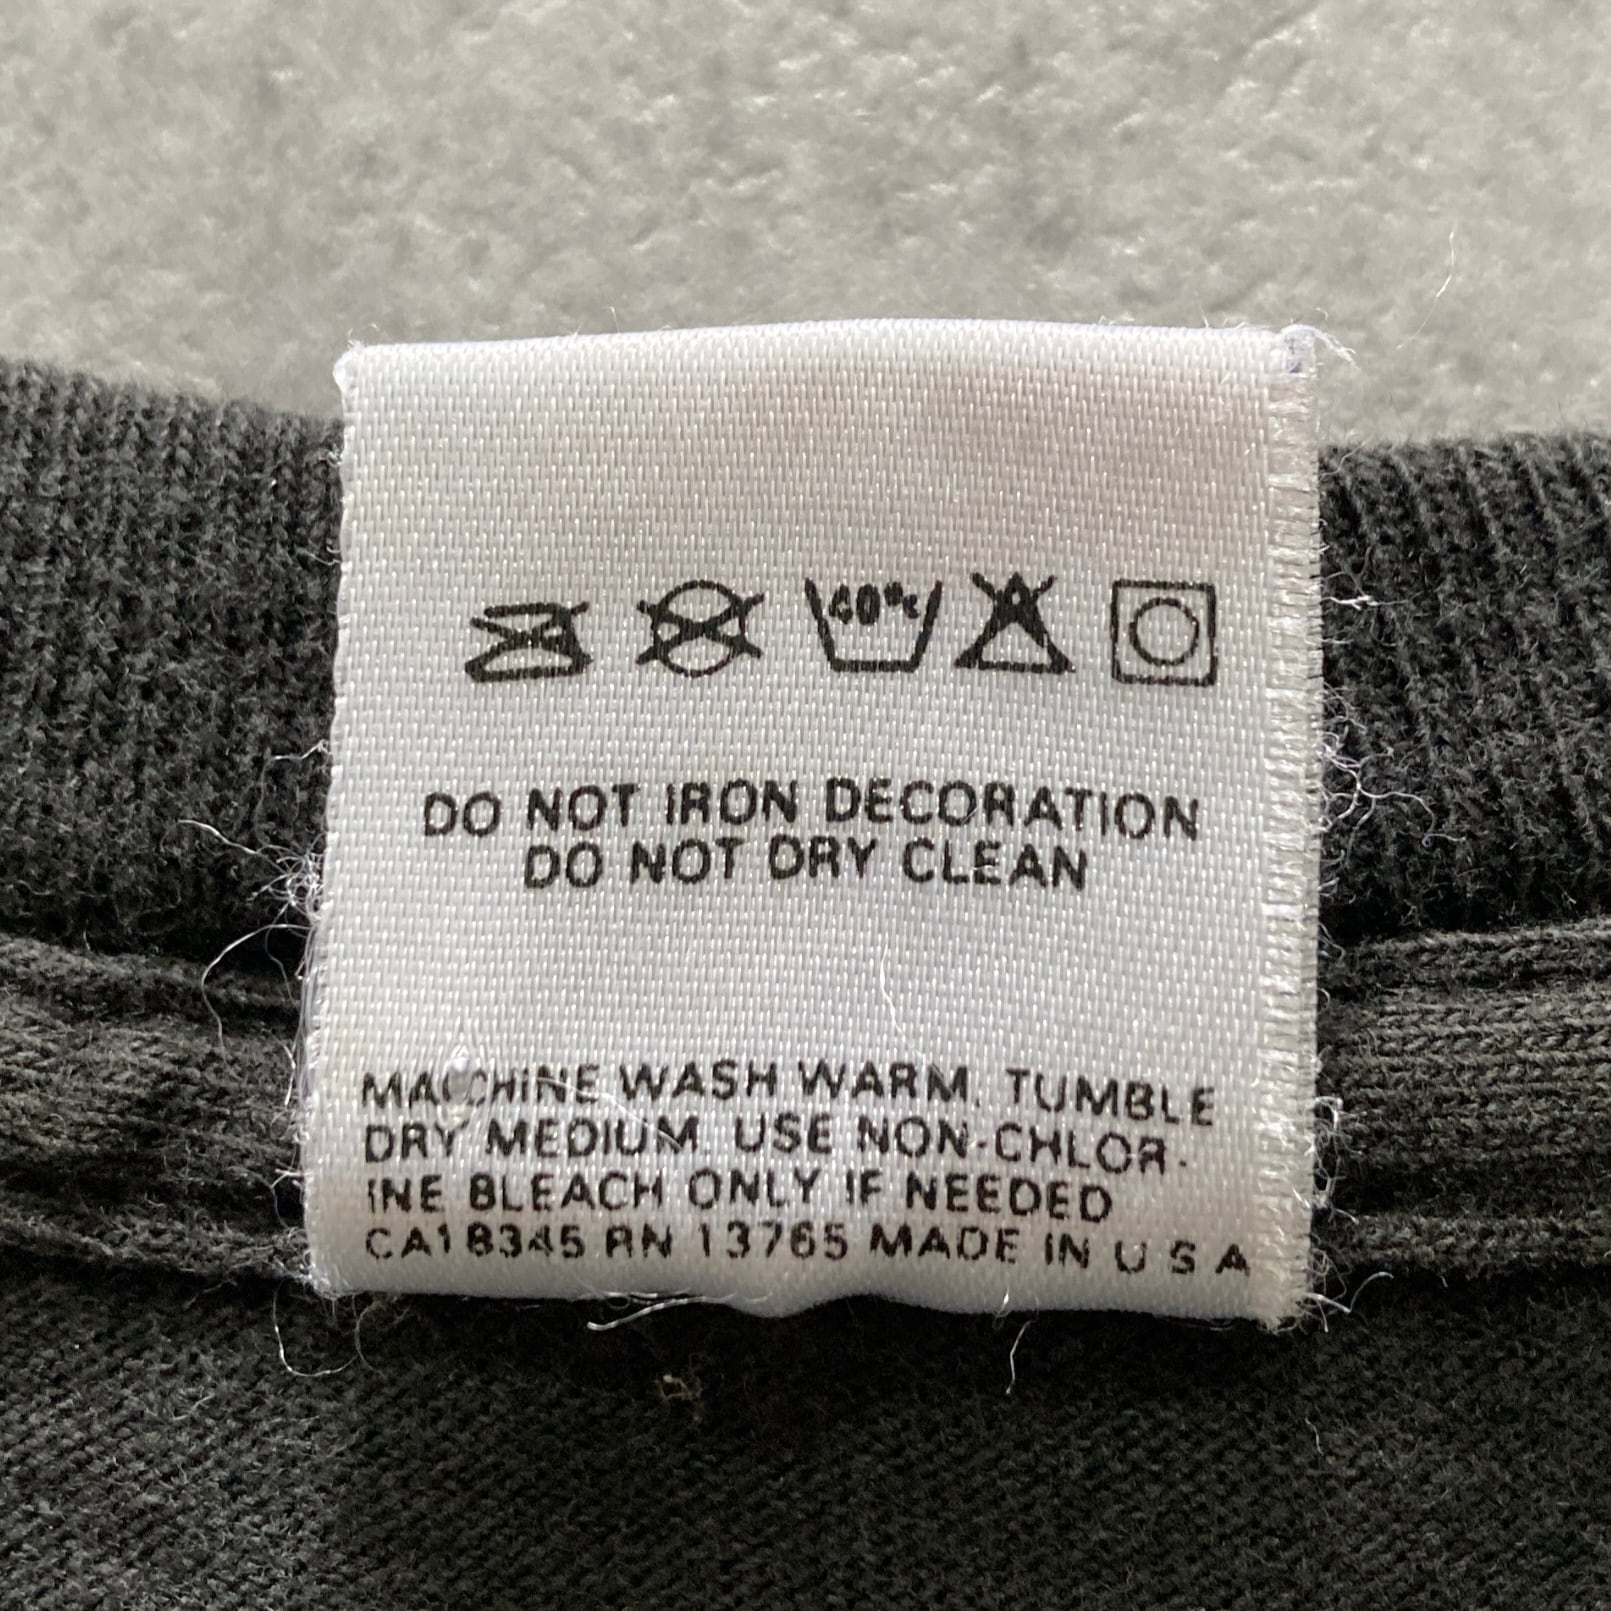 40°C
DO NOT IRON DECORATION
DO NOT DRY CLEAN
MACHINE WASH WARM. TUMBLE
DRY MEDIUM. USE NON-CHLOR-
INE BLEACH ONLY IF NEEDED
CA18345 RN 13765 MADE IN U S A